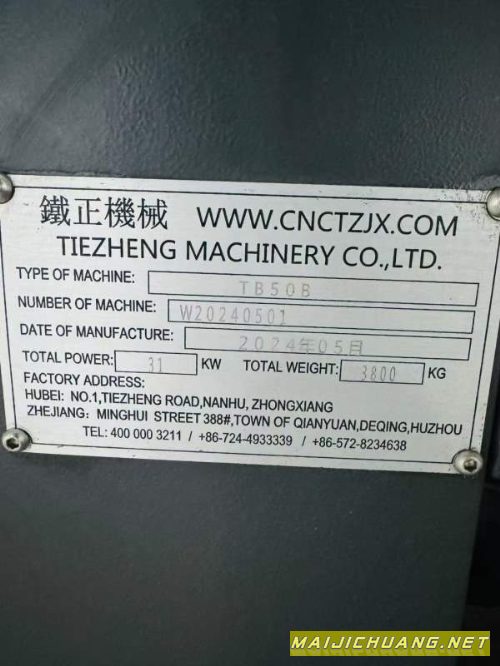 鐵正機械 WWW.CNCTZJX.COM
TIEZHENG MACHINERY CO.,LTD.
TYPE OF MACHINE: TB50B
NUMBER OF MACHINE: W20240501
DATE OF MANUFACTURE: 2024年05月
TOTAL POWER: 31 KW TOTAL WEIGHT: 3800 KG
FACTORY ADDRESS:
HUBEI: NO.1,TIEZHENG ROAD,NANHU, ZHONGXIANG
ZHEJIANG: MINGHUI STREET 388#,TOWN OF QIANYUAN,DEQING,HUZHOU
TEL: 400 000 3211 / +86-724-4933339 / +86-572-8234638
MAIJICHUANG.NET